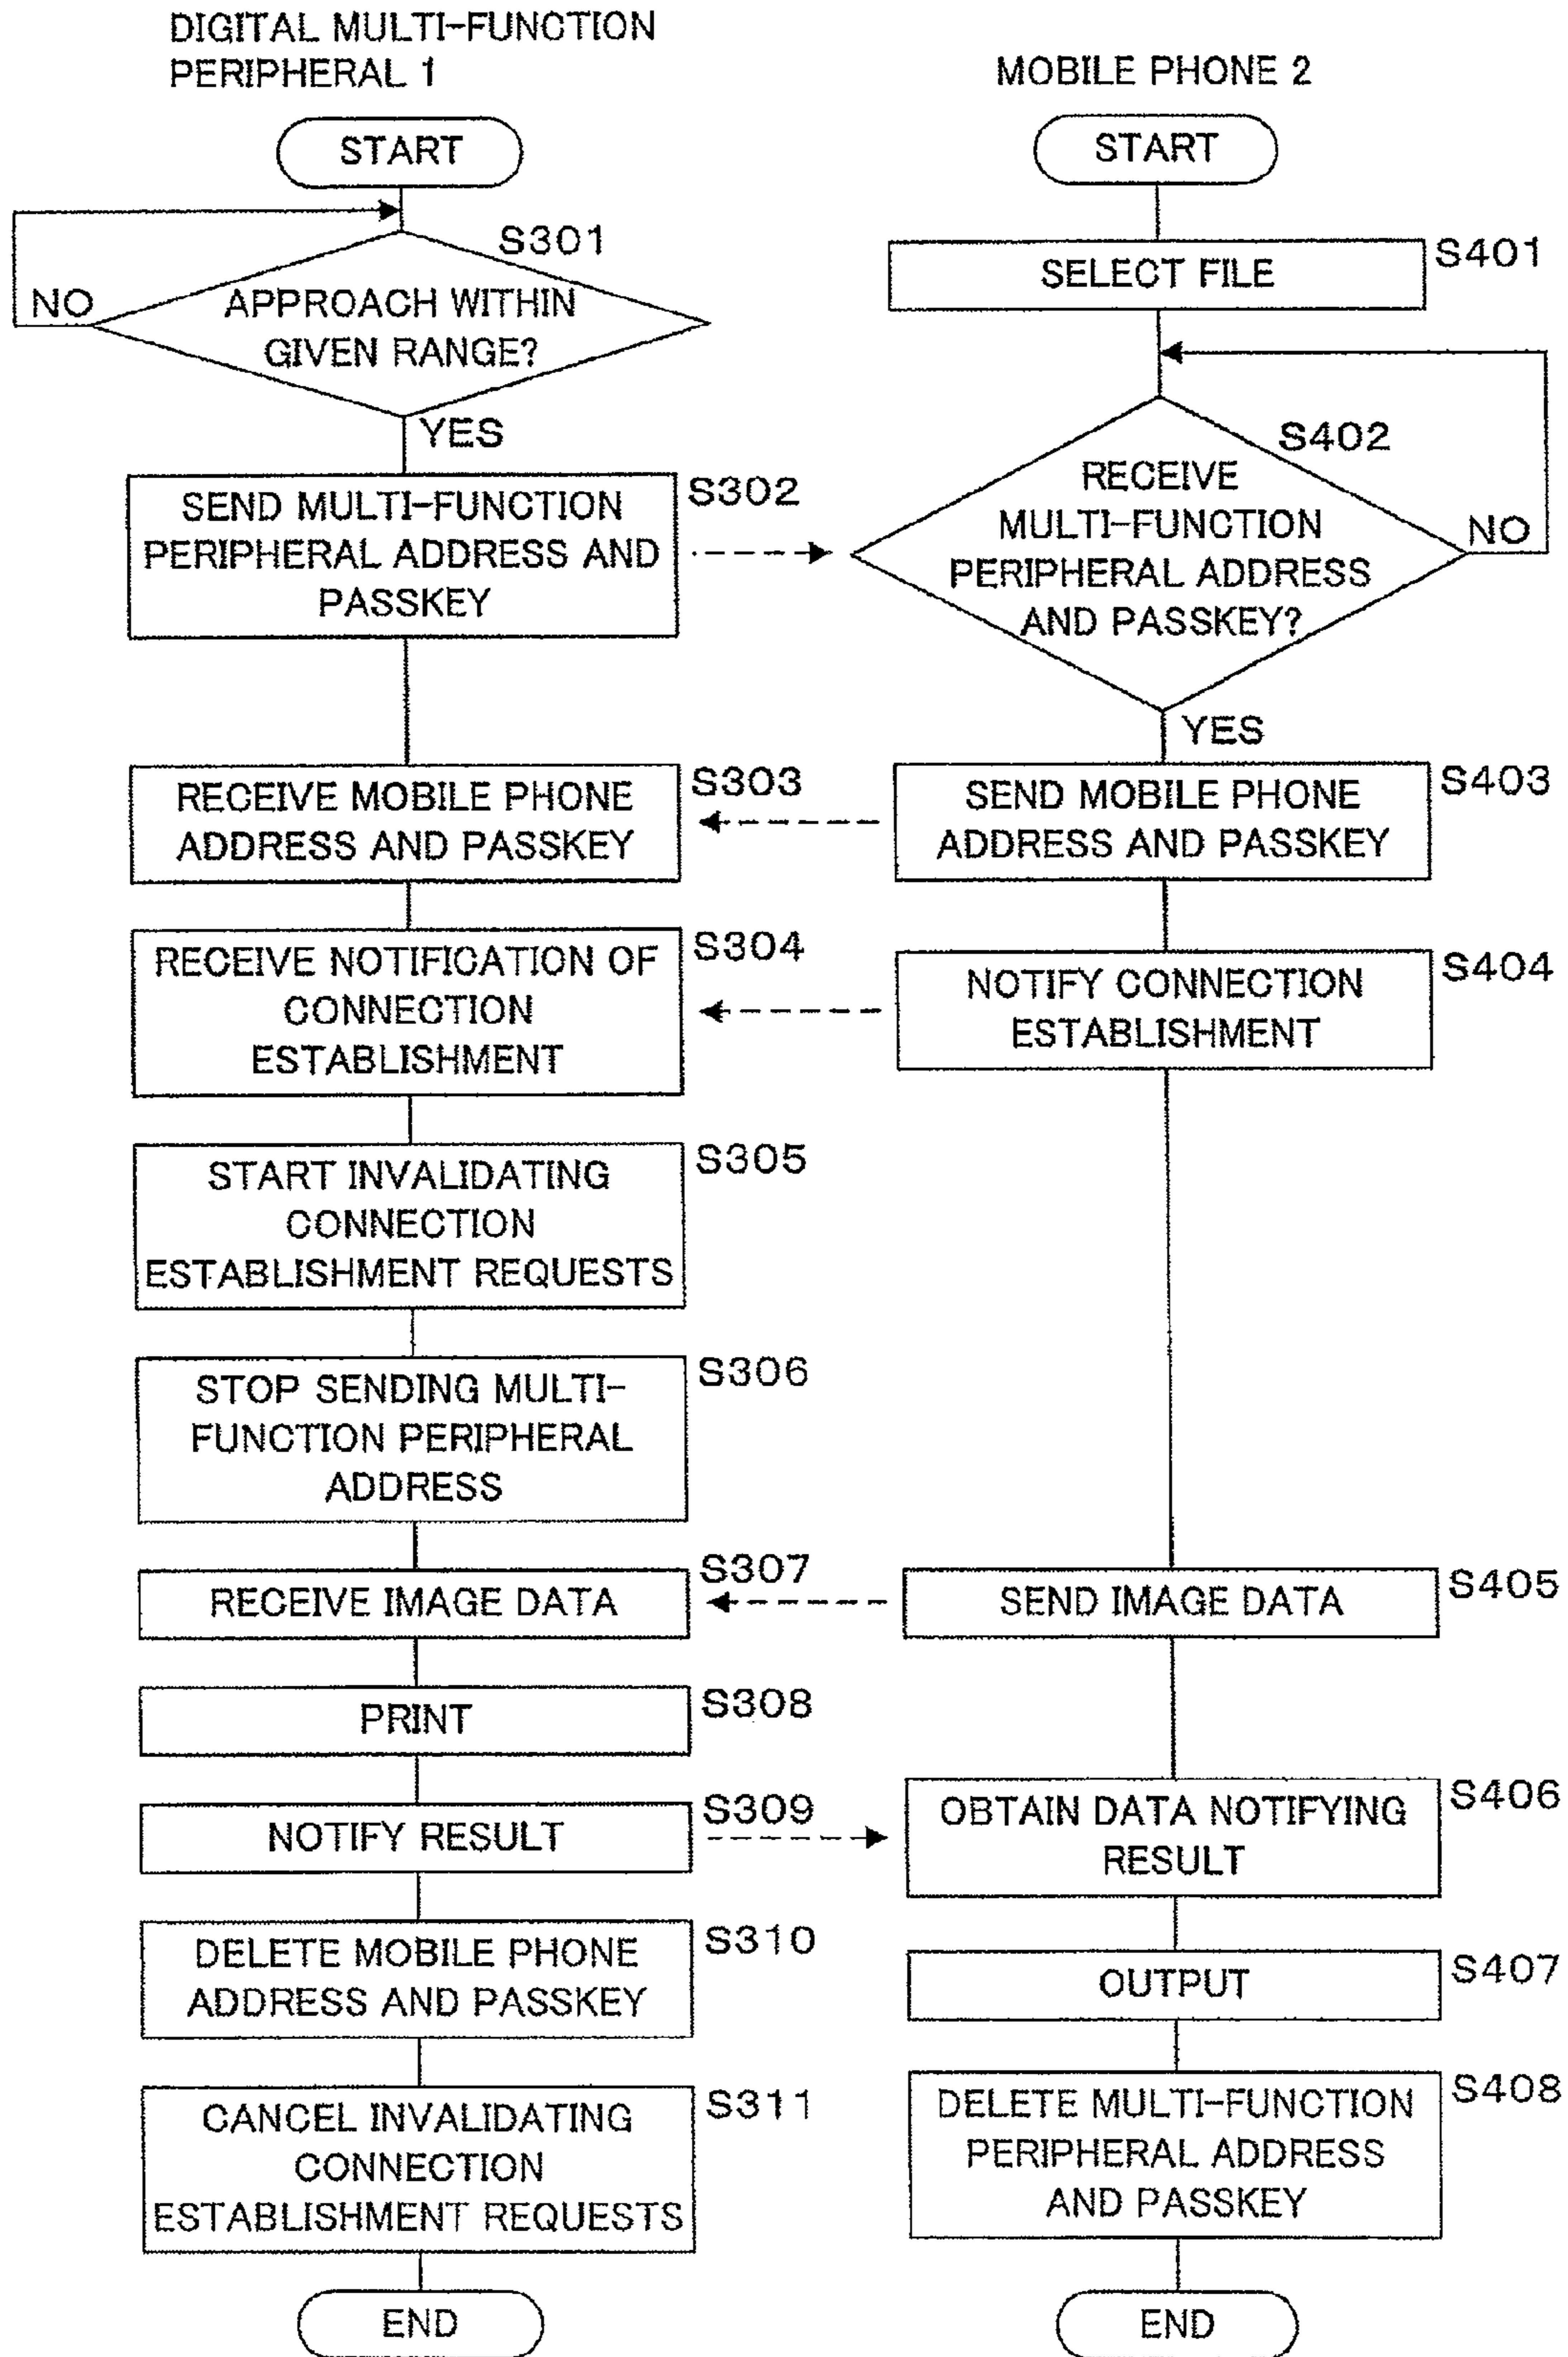 DIGITAL MULTI-FUNCTION
PERIPHERAL 1
START
S301
NO
APPROACH WITHIN
GIVEN RANGE?
YES
S302
SEND MULTI-FUNCTION
PERIPHERAL ADDRESS AND
PASSKEY
RECEIVE MOBILE PHONE
ADDRESS AND PASSKEY
S303
RECEIVE NOTIFICATION OF
CONNECTION
ESTABLISHMENT
S304
START INVALIDATING
CONNECTION
ESTABLISHMENT REQUESTS
S305
STOP SENDING MULTI-
FUNCTION PERIPHERAL
ADDRESS
S306
RECEIVE IMAGE DATA
S307
PRINT
S308
NOTIFY RESULT
S309
DELETE MOBILE PHONE
ADDRESS AND PASSKEY
S310
CANCEL INVALIDATING
CONNECTION
ESTABLISHMENT REQUESTS
S311
END
MOBILE PHONE 2
START
SELECT FILE
S401
S402
RECEIVE
MULTI-FUNCTION
PERIPHERAL ADDRESS
AND PASSKEY?
NO
YES
SEND MOBILE PHONE
ADDRESS AND PASSKEY
S403
NOTIFY CONNECTION
ESTABLISHMENT
S404
SEND IMAGE DATA
S405
OBTAIN DATA NOTIFYING
RESULT
S406
OUTPUT
S407
DELETE MULTI-FUNCTION
PERIPHERAL ADDRESS
AND PASSKEY
S408
END